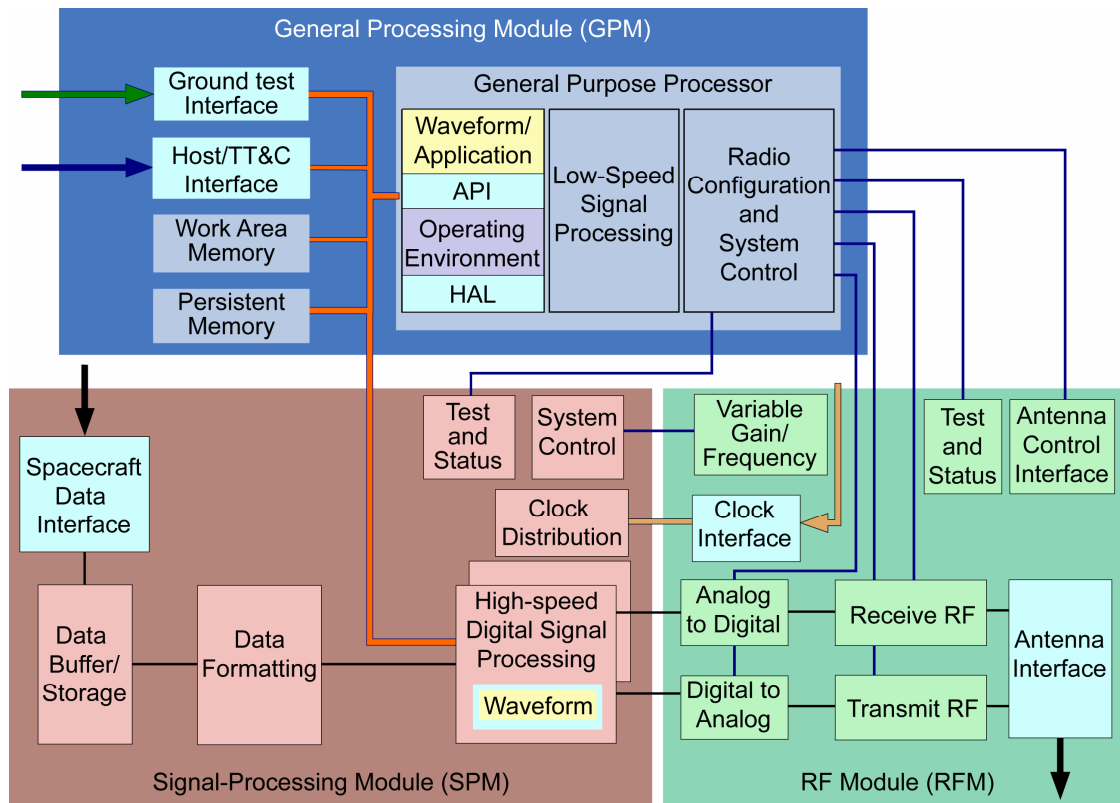 General Processing Module (GPM)
Ground test
Interface
Host/TT&C
Interface
Work Area
Memory
Persistent
Memory
General Purpose Processor
Waveform/
Application
API
Operating
Environment
HAL
Low-Speed
Signal
Processing
Radio
Configuration
and
System
Control
Spacecraft
Data
Interface
Test
and
Status
System
Control
Clock
Distribution
Data
Buffer/
Storage
Data
Formatting
High-speed
Digital Signal
Processing
Waveform
Signal-Processing Module (SPM)
Variable
Gain/
Frequency
Test
and
Status
Antenna
Control
Interface
Clock
Interface
Analog
to Digital
Receive RF
Digital to
Analog
Transmit RF
Antenna
Interface
RF Module (RFM)